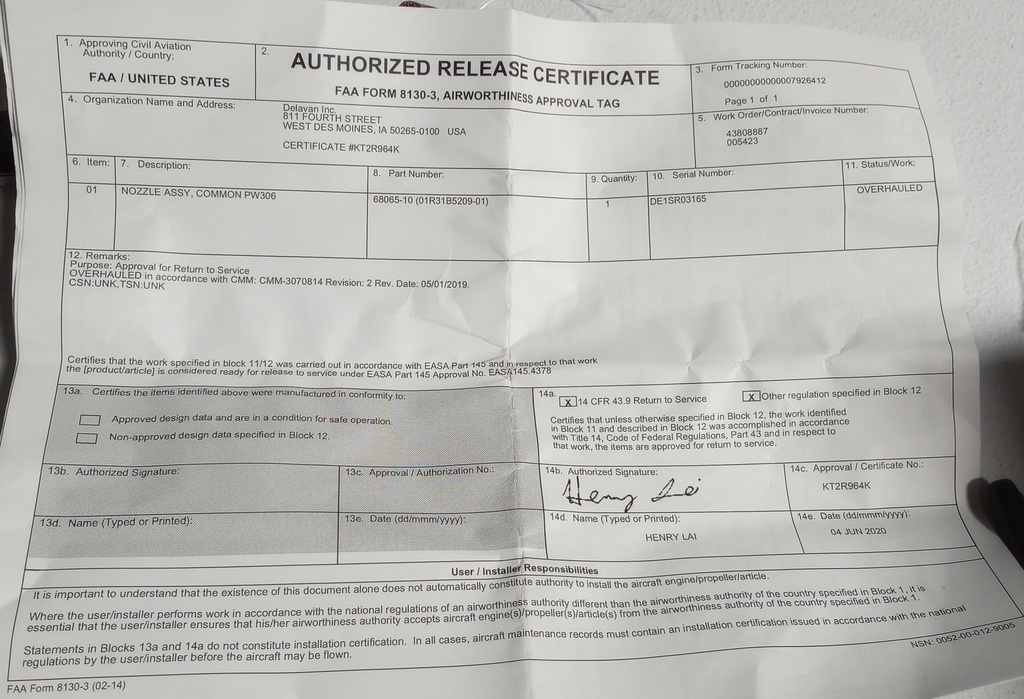 1. Approving Civil Aviation
Authority / Country:
FAA / UNITED STATES
2.
AUTHORIZED RELEASE CERTIFICATE
FAA FORM 8130-3, AIRWORTHINESS APPROVAL TAG
3. Form Tracking Number:
00000000000007926412
Page 1 of 1
4. Organization Name and Address:
Delavan Inc.
811 FOURTH STREET
WEST DES MOINES, IA 50265-0100 USA
CERTIFICATE #KT2R964K
5. Work Order/Contract/Invoice Number:
43808887
005423
6. Item: 7. Description: 8. Part Number: 9. Quantity: 10. Serial Number: 11. Status/Work:
01 NOZZLE ASSY, COMMON PW306 68065-10 (01R31B5209-01) 1 DE1SR03165 OVERHAULED
12. Remarks:
Purpose: Approval for Return to Service
OVERHAULED in accordance with CMM: CMM-3070814 Revision: 2 Rev. Date: 05/01/2019.
CSN:UNK,TSN:UNK
Certifies that the work specified in block 11/12 was carried out in accordance with EASA Part 145 and in respect to that work
the [product/article] is considered ready for release to service under EASA Part 145 Approval No. EASA145.4378
13a. Certifies the items identified above were manufactured in conformity to:
Approved design data and are in a condition for safe operation.
Non-approved design data specified in Block 12.
14a.
X 14 CFR 43.9 Return to Service X Other regulation specified in Block 12
Certifies that unless otherwise specified in Block 12, the work identified
in Block 11 and described in Block 12 was accomplished in accordance
with Title 14, Code of Federal Regulations, Part 43 and in respect to
that work, the items are approved for return to service.
13b. Authorized Signature: 13c. Approval / Authorization No.:
14b. Authorized Signature:
Henry Lai
14c. Approval / Certificate No.:
KT2R964K
13d. Name (Typed or Printed): 13e. Date (dd/mmm/yyyy):
14d. Name (Typed or Printed):
HENRY LAI
14e. Date (dd/mmm/yyyy):
04 JUN 2020
User / Installer Responsibilities
It is important to understand that the existence of this document alone does not automatically constitute authority to install the aircraft engine/propeller/article.
Where the user/installer performs work in accordance with the national regulations of an airworthiness authority different than the airworthiness authority of the country specified in Block 1, it is
essential that the user/installer ensures that his/her airworthiness authority accepts aircraft engine(s)/propeller(s)/article(s) from the airworthiness authority of the country specified in Block 1.
Statements in Blocks 13a and 14a do not constitute installation certification. In all cases, aircraft maintenance records must contain an installation certification issued in accordance with the national
regulations by the user/installer before the aircraft may be flown.
FAA Form 8130-3 (02-14)
NSN: 0052-00-012-9005